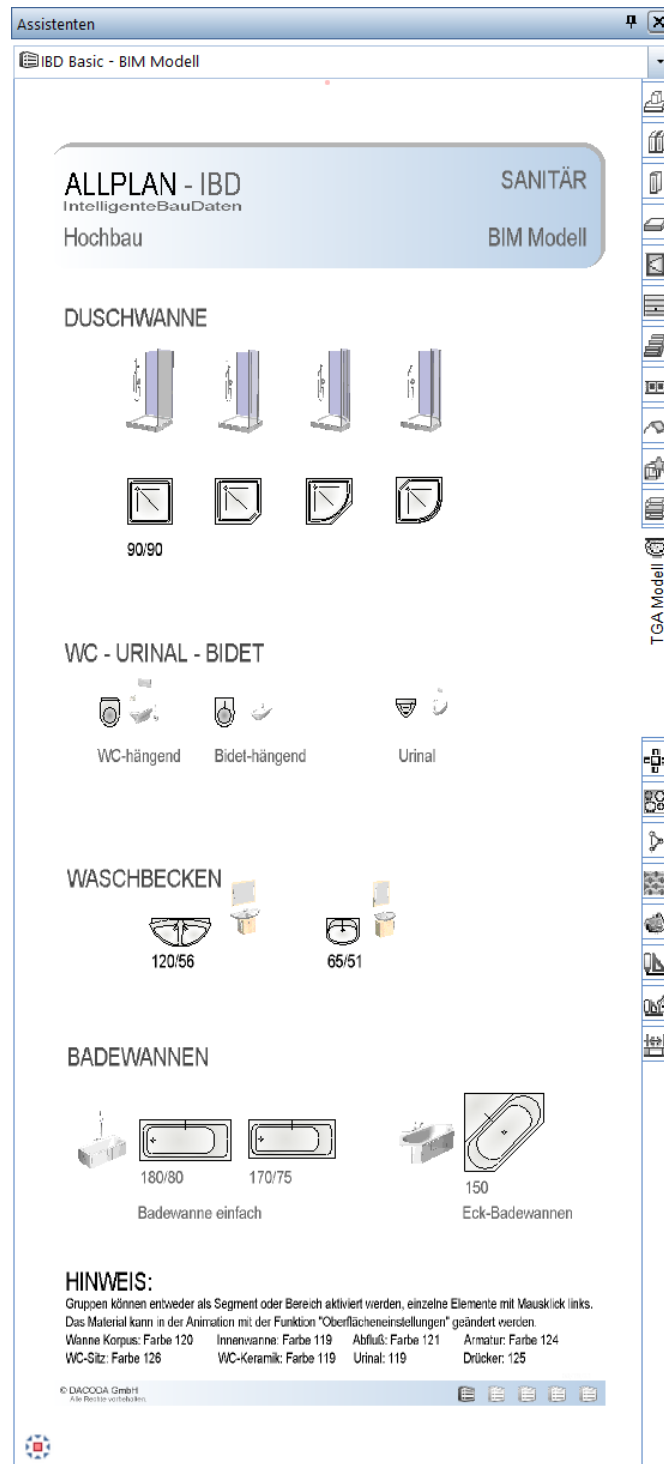 Assistenten
IBD Basic - BIM Modell
ALLPLAN - IBD
SANITÄR
IntelligenteBauDaten
Hochbau
BIM Modell
DUSCHWANNE
90/90
TGA Modell
WC - URINAL - BIDET
WC-hängend Bidet-hängend Urinal
WASCHBECKEN
120/56 65/51
BADEWANNEN
180/80 170/75 150
Badewanne einfach Eck-Badewannen
HINWEIS:
Gruppen können entweder als Segment oder Bereich aktiviert werden, einzelne Elemente mit Mausklick links.
Das Material kann in der Animation mit der Funktion "Oberflächeneinstellungen" geändert werden.
Wanne Korpus: Farbe 120 Innenwanne: Farbe 119 Abfluß: Farbe 121 Armatur: Farbe 124
WC-Sitz: Farbe 126 WC-Keramik: Farbe 119 Urinal: 119 Drücker: 125
© DACODA GmbH
Alle Rechte vorbehalten.